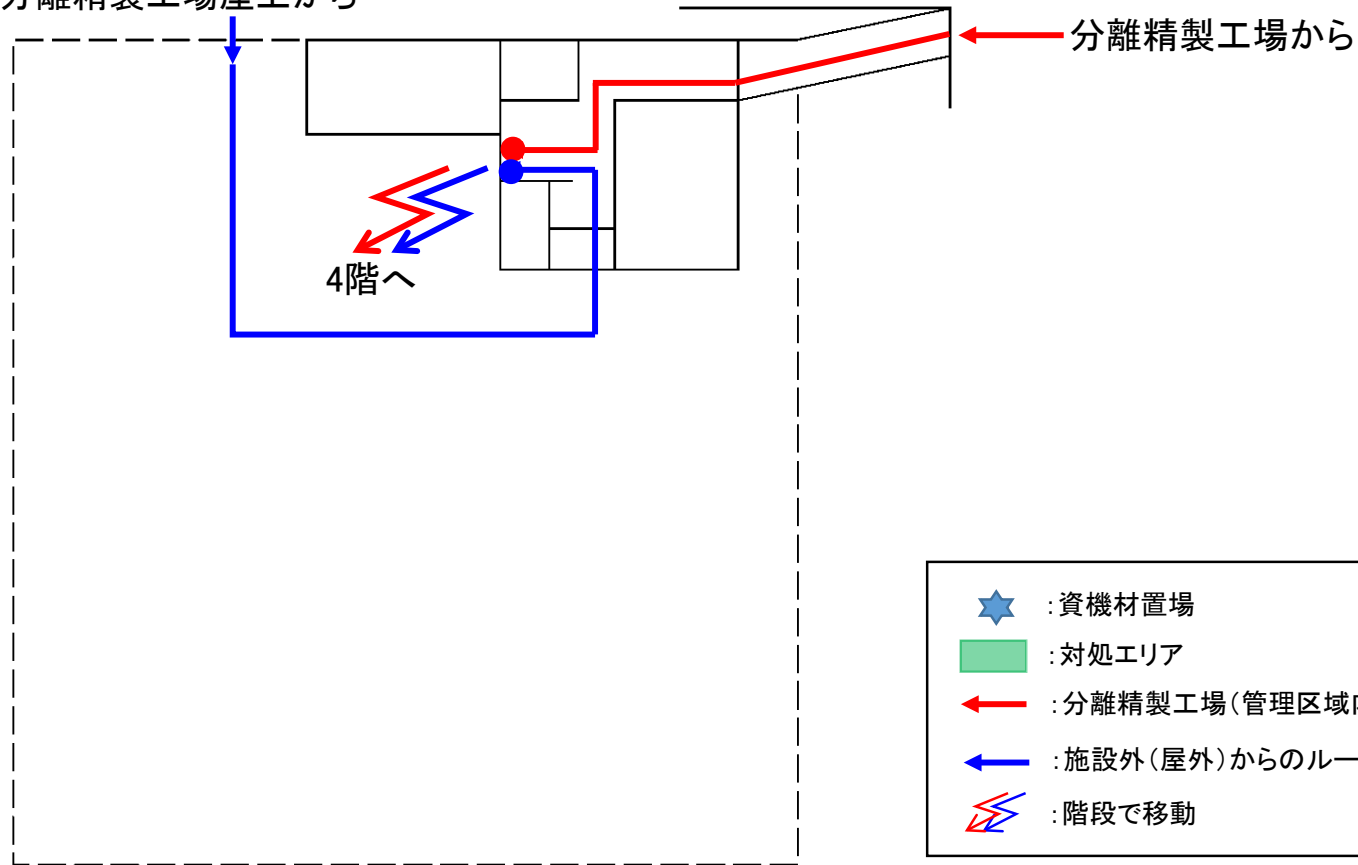 分離精製工場屋上から
分離精製工場から
4階へ
:資機材置場
:対処エリア
:分離精製工場(管理区域内
:施設外(屋外)からのルー
:階段で移動